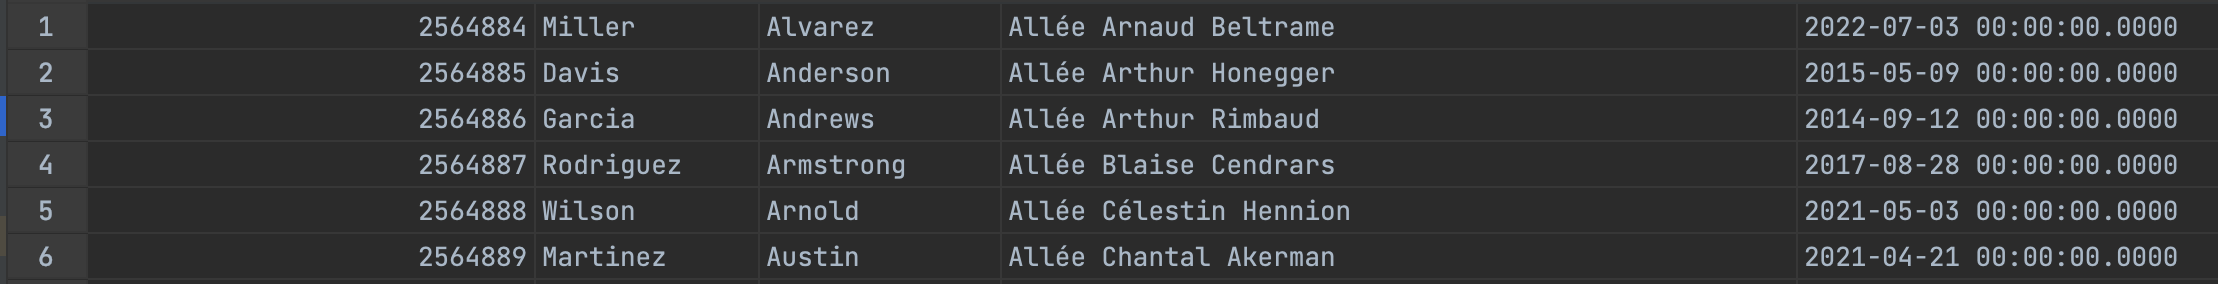 1 2564884 Miller Alvarez Allée Arnaud Beltrame 2022-07-03 00:00:00.0000
2 2564885 Davis Anderson Allée Arthur Honegger 2015-05-09 00:00:00.0000
3 2564886 Garcia Andrews Allée Arthur Rimbaud 2014-09-12 00:00:00.0000
4 2564887 Rodriguez Armstrong Allée Blaise Cendrars 2017-08-28 00:00:00.0000
5 2564888 Wilson Arnold Allée Célestin Hennion 2021-05-03 00:00:00.0000
6 2564889 Martinez Austin Allée Chantal Akerman 2021-04-21 00:00:00.0000